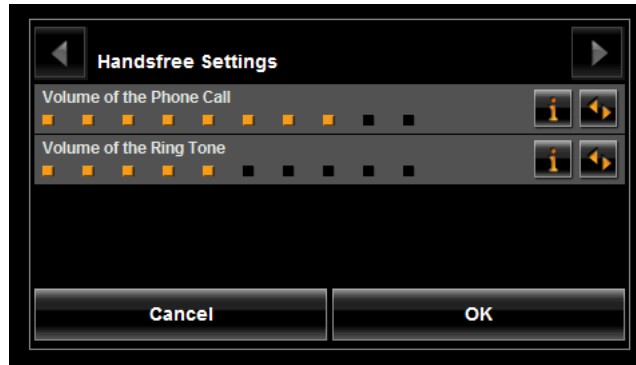 Handsfree Settings
Volume of the Phone Call
i
Volume of the Ring Tone
i
Cancel OK